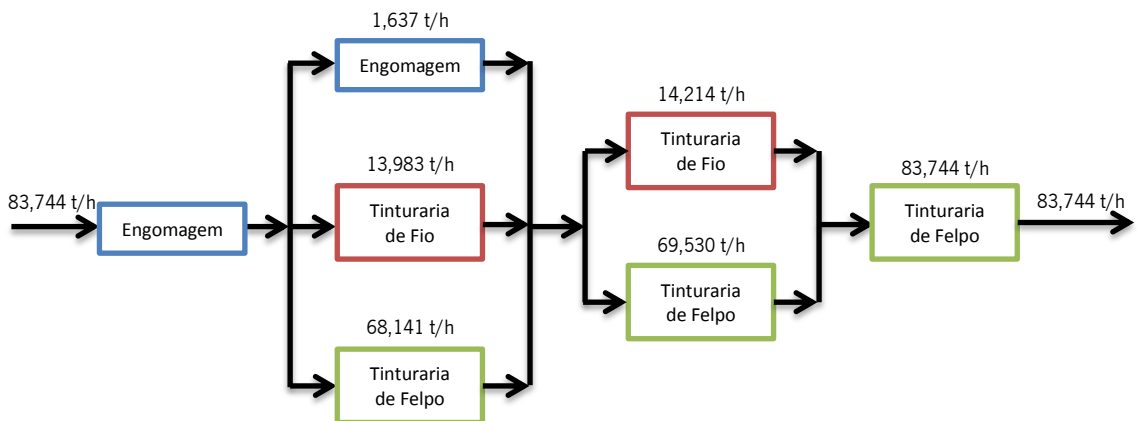 83,744 t/h
Engomagem
1,637 t/h
Engomagem
13,983 t/h
Tinturaria
de Fio
68,141 t/h
Tinturaria
de Felpo
14,214 t/h
Tinturaria
de Fio
69,530 t/h
Tinturaria
de Felpo
83,744 t/h
Tinturaria
de Felpo
83,744 t/h